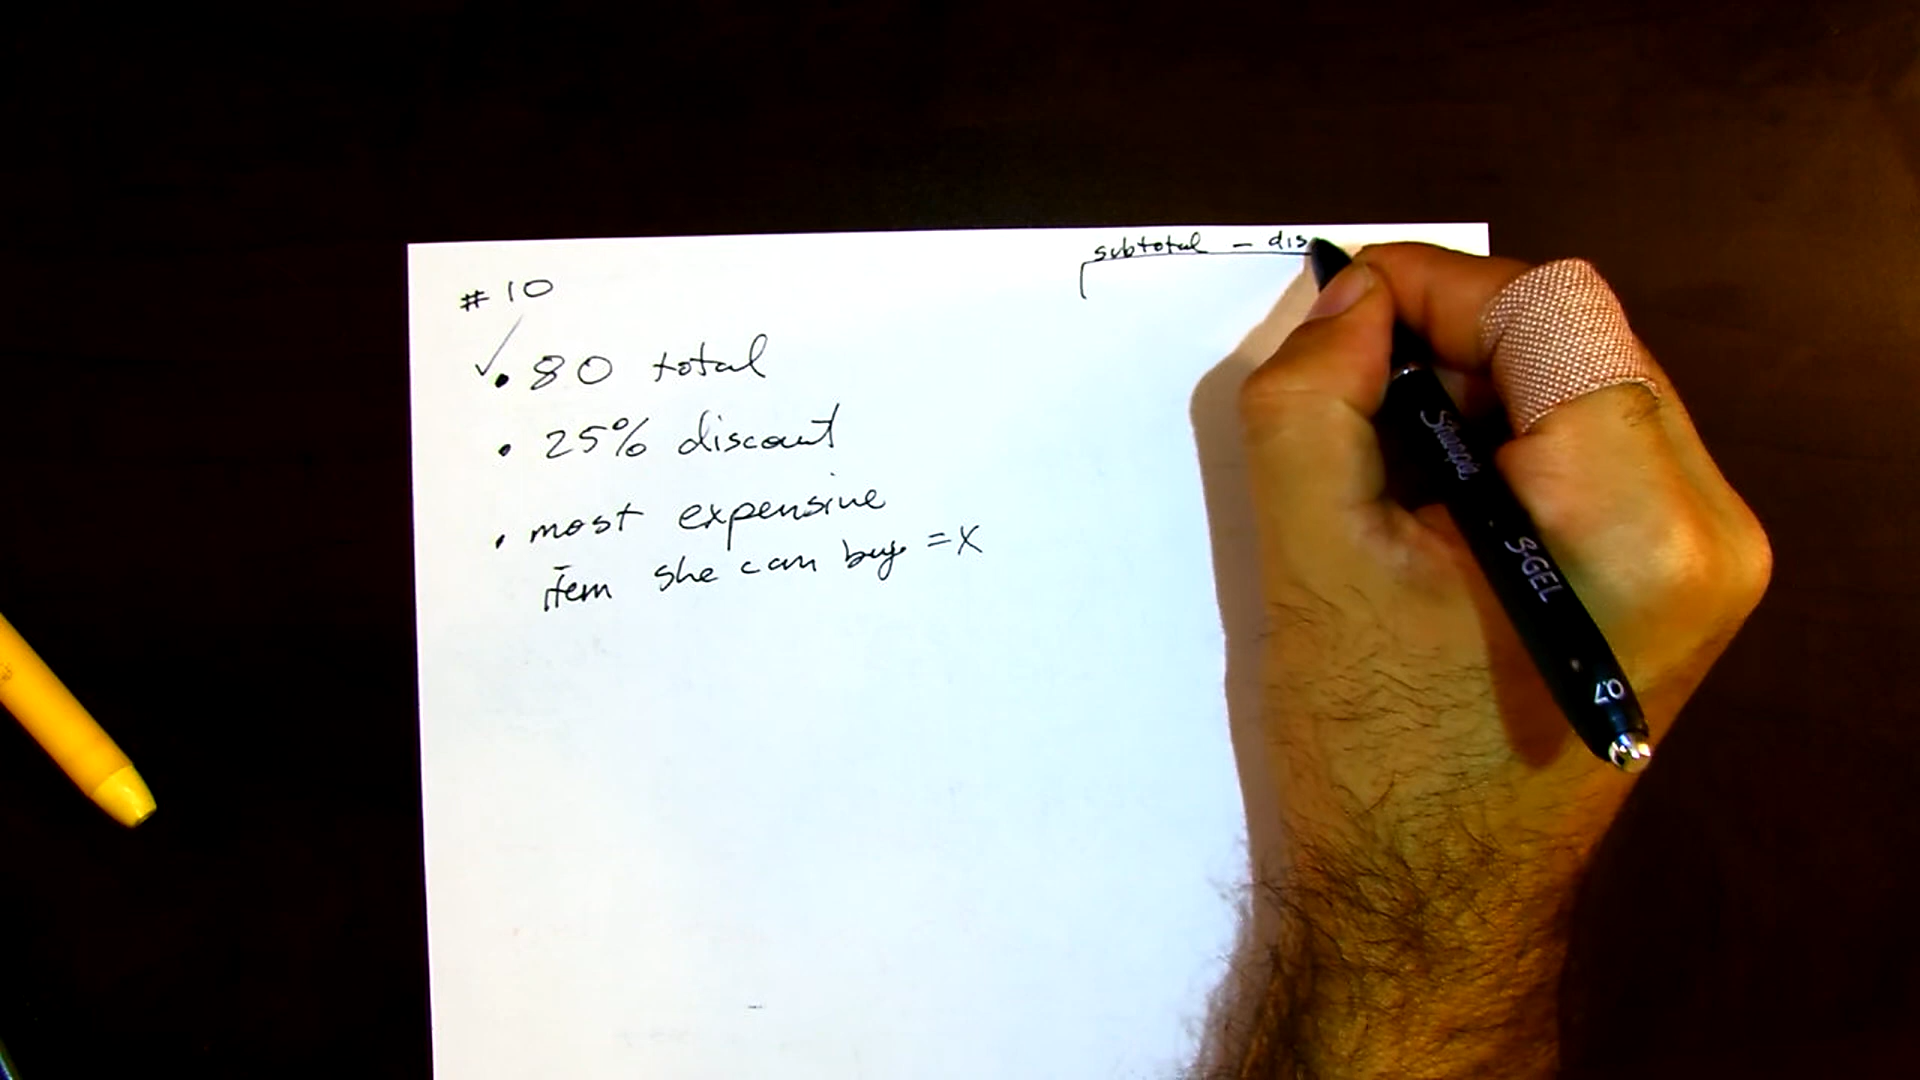 subtotal - dis
# 10
✓ • 80 total
• 25% discount
• most expensive
item she can buy = X
Sharpie
S·GEL
0.7